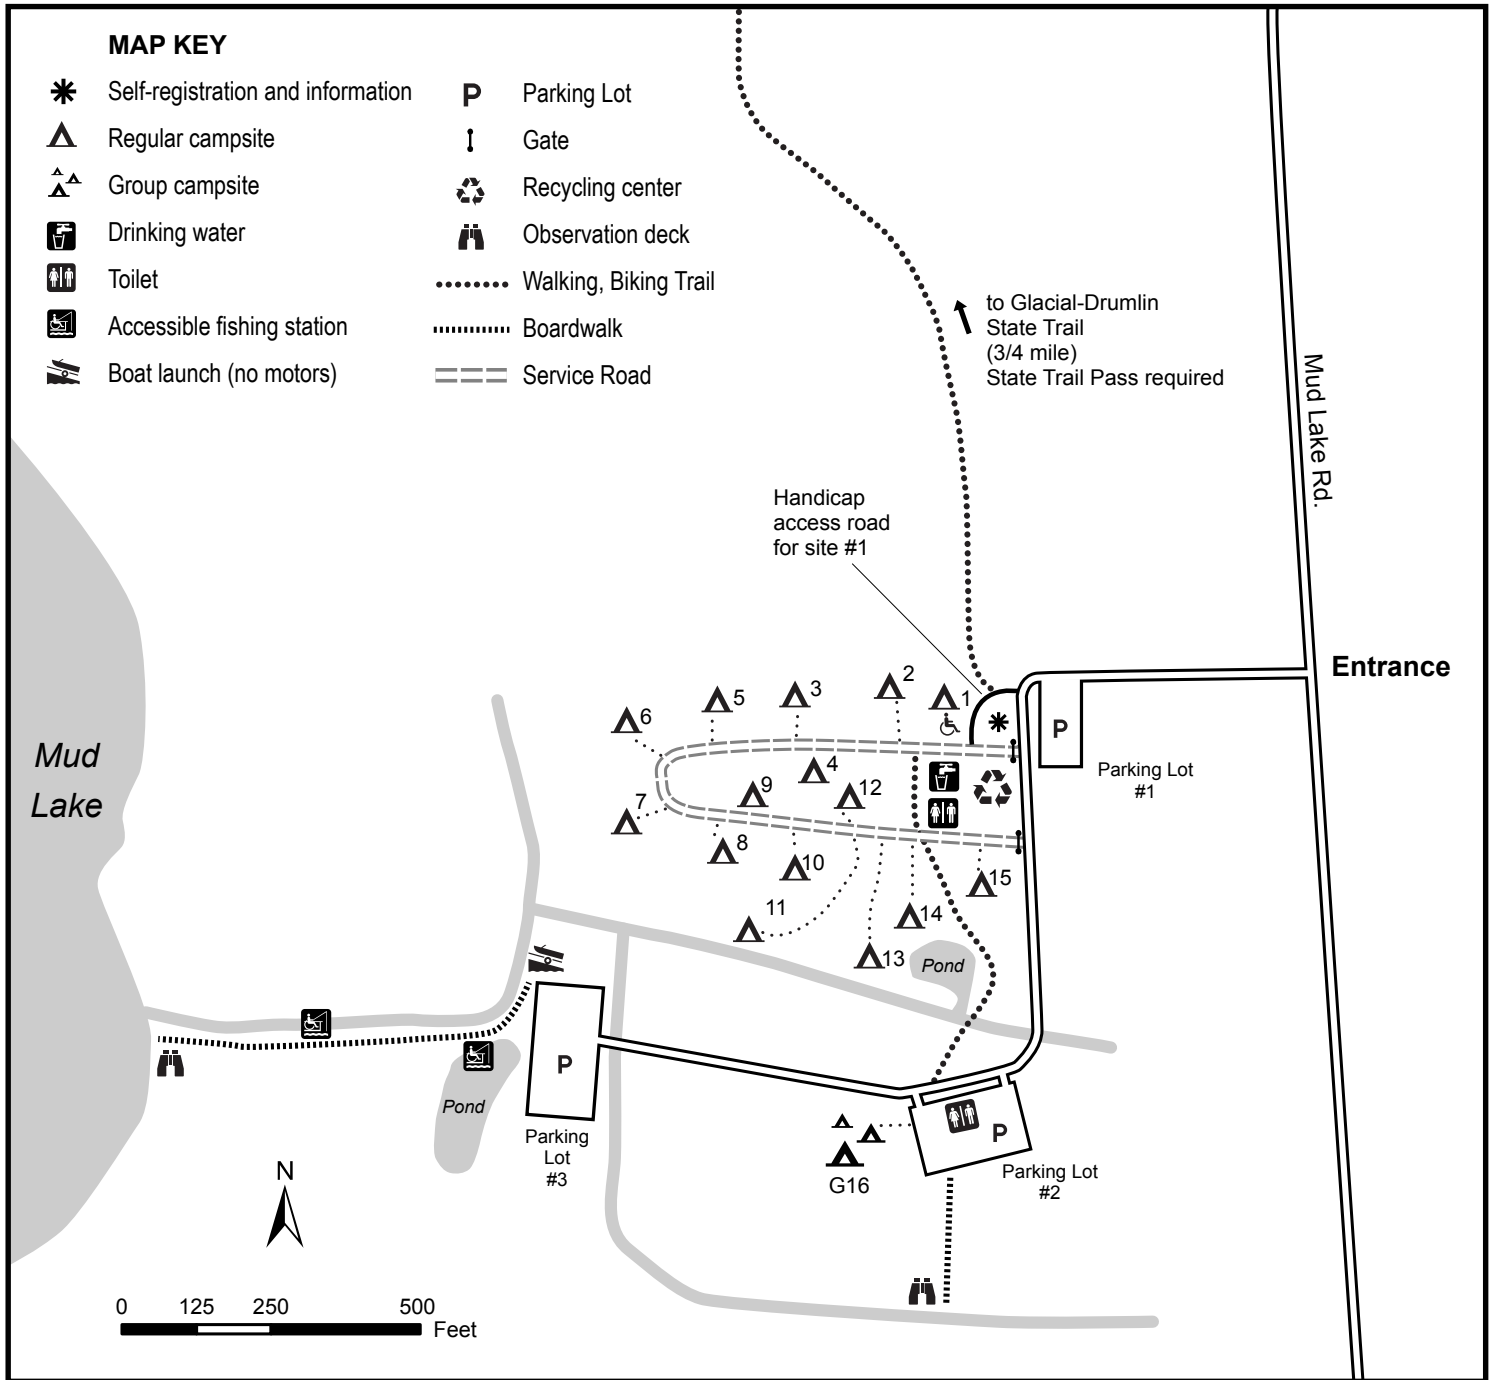 MAP KEY
Self-registration and information
Regular campsite
Group campsite
Drinking water
Toilet
Accessible fishing station
Boat launch (no motors)
P Parking Lot
Gate
Recycling center
Observation deck
Walking, Biking Trail
Boardwalk
Service Road
to Glacial-Drumlin
State Trail
(3/4 mile)
State Trail Pass required
Mud Lake Rd.
Handicap
access road
for site #1
Entrance
Mud
Lake
1
2
3
4
5
6
7
8
9
10
11
12
13
14
15
P
Parking Lot
#1
Pond
P
Parking
Lot
#3
Pond
G16
P
Parking Lot
#2
N
0 125 250 500
Feet